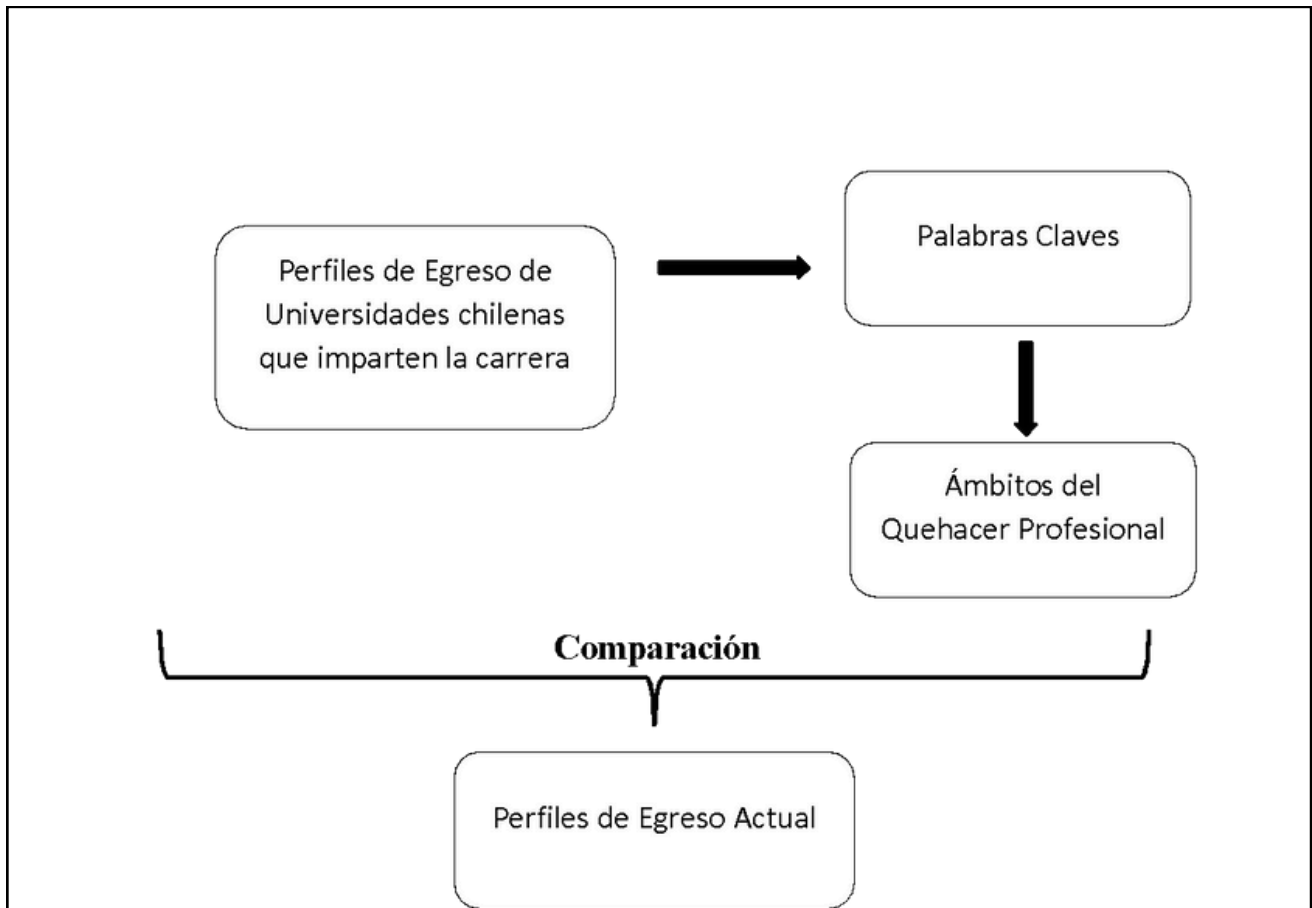 Perfiles de Egreso de
Universidades chilenas
que imparten la carrera
Palabras Claves
Ámbitos del
Quehacer Profesional
Comparación
Perfiles de Egreso Actual